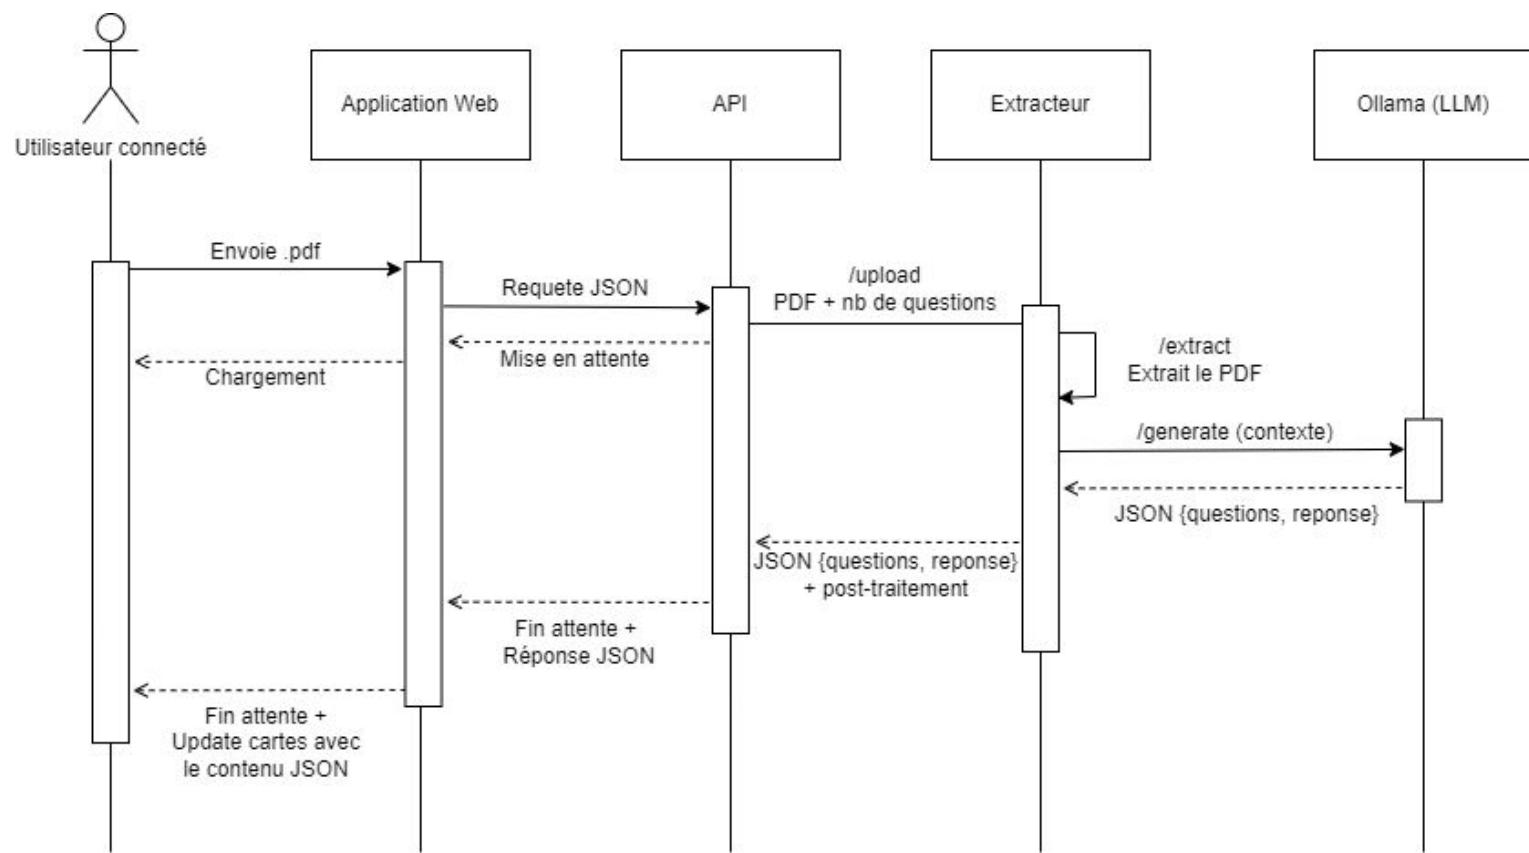 Utilisateur connecté
Application Web
API
Extracteur
Ollama (LLM)
Envoie .pdf
Requete JSON
/upload
PDF + nb de questions
Mise en attente
Chargement
/extract
Extrait le PDF
/generate (contexte)
JSON {questions, reponse}
JSON {questions, reponse}
+ post-traitement
Fin attente +
Réponse JSON
Fin attente +
Update cartes avec
le contenu JSON